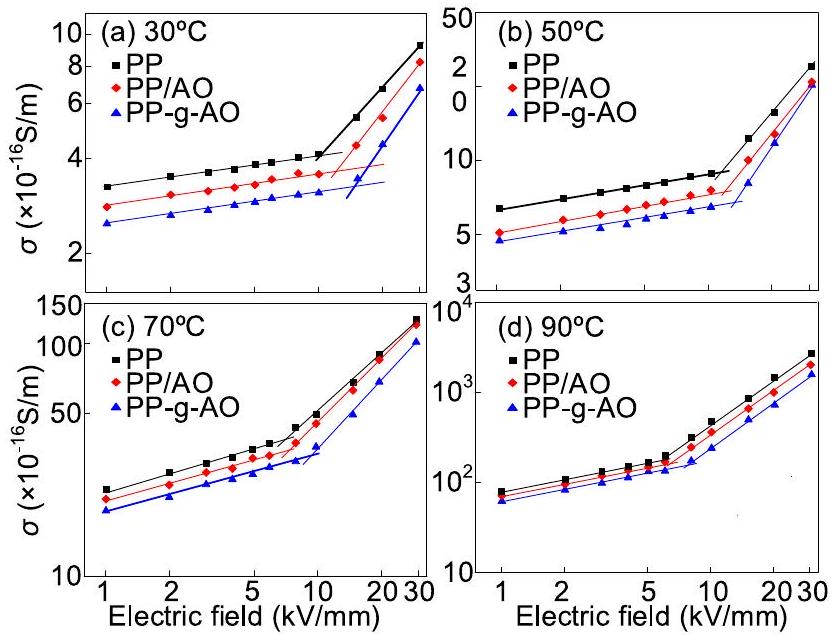 (a) 30ºC
PP
PP/AO
PP-g-AO
10
8
6
4
2
σ (×10⁻¹⁶S/m)
(b) 50ºC
PP
PP/AO
PP-g-AO
50
2
0
10
5
3
(c) 70ºC
PP
PP/AO
PP-g-AO
150
100
50
10
σ (×10⁻¹⁶S/m)
1 2 5 10 20 30
Electric field (kV/mm)
(d) 90ºC
PP
PP/AO
PP-g-AO
10⁴
10³
10²
10
1 2 5 10 20 30
Electric field (kV/mm)